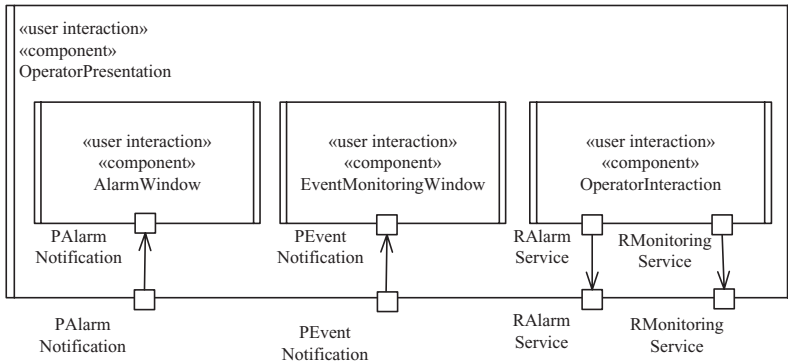 «user interaction»
«component»
OperatorPresentation
«user interaction»
«component»
AlarmWindow
«user interaction»
«component»
EventMonitoringWindow
«user interaction»
«component»
OperatorInteraction
PAlarm
Notification
PEvent
Notification
RAlarm
Service
RMonitoring
Service
PAlarm
Notification
PEvent
Notification
RAlarm
Service
RMonitoring
Service